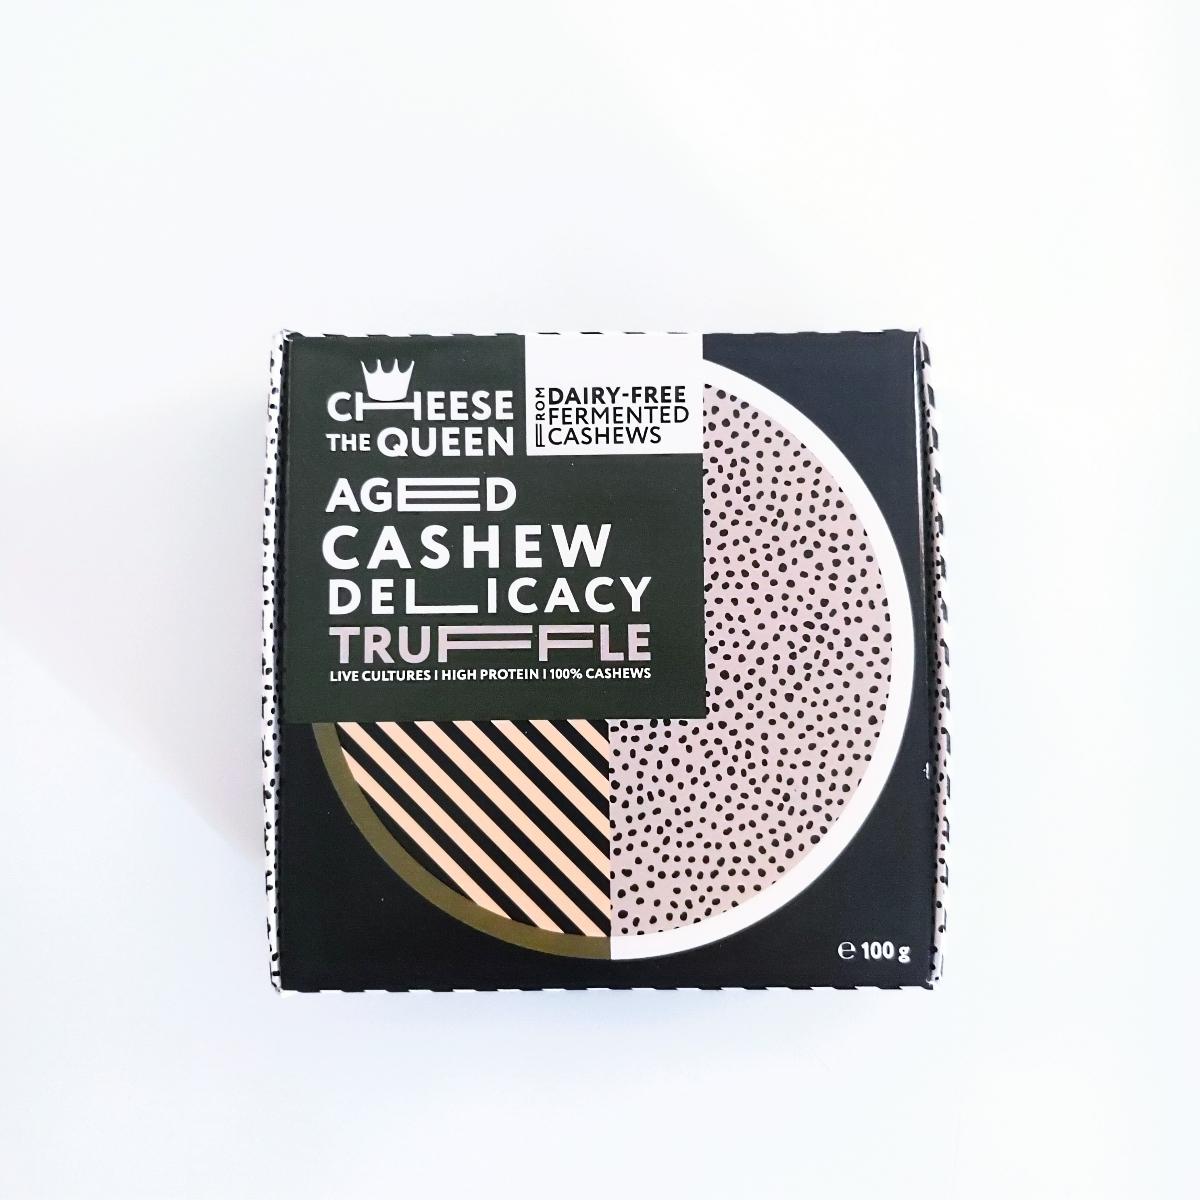 CHEESE
THE QUEEN
FROM
DAIRY-FREE
FERMENTED
CASHEWS
AGED
CASHEW
DELICACY
TRUFFLE
LIVE CULTURES I HIGH PROTEIN I 100% CASHEWS
℮ 100 g